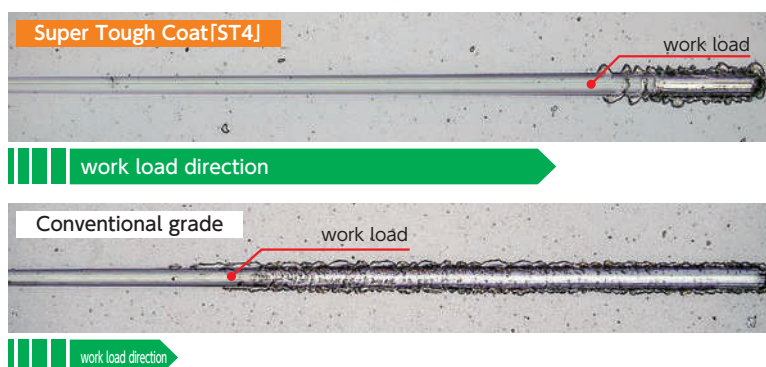 Super Tough Coat「ST4」
work load
work load direction
Conventional grade
work load
work load direction